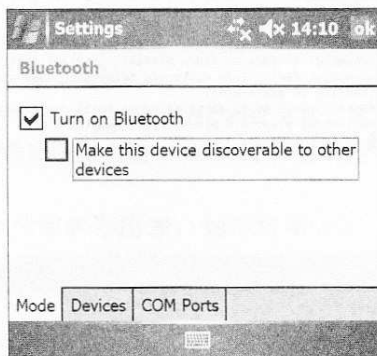 Settings 14:10 ok
Bluetooth
Turn on Bluetooth
Make this device discoverable to other
devices
Mode Devices COM Ports